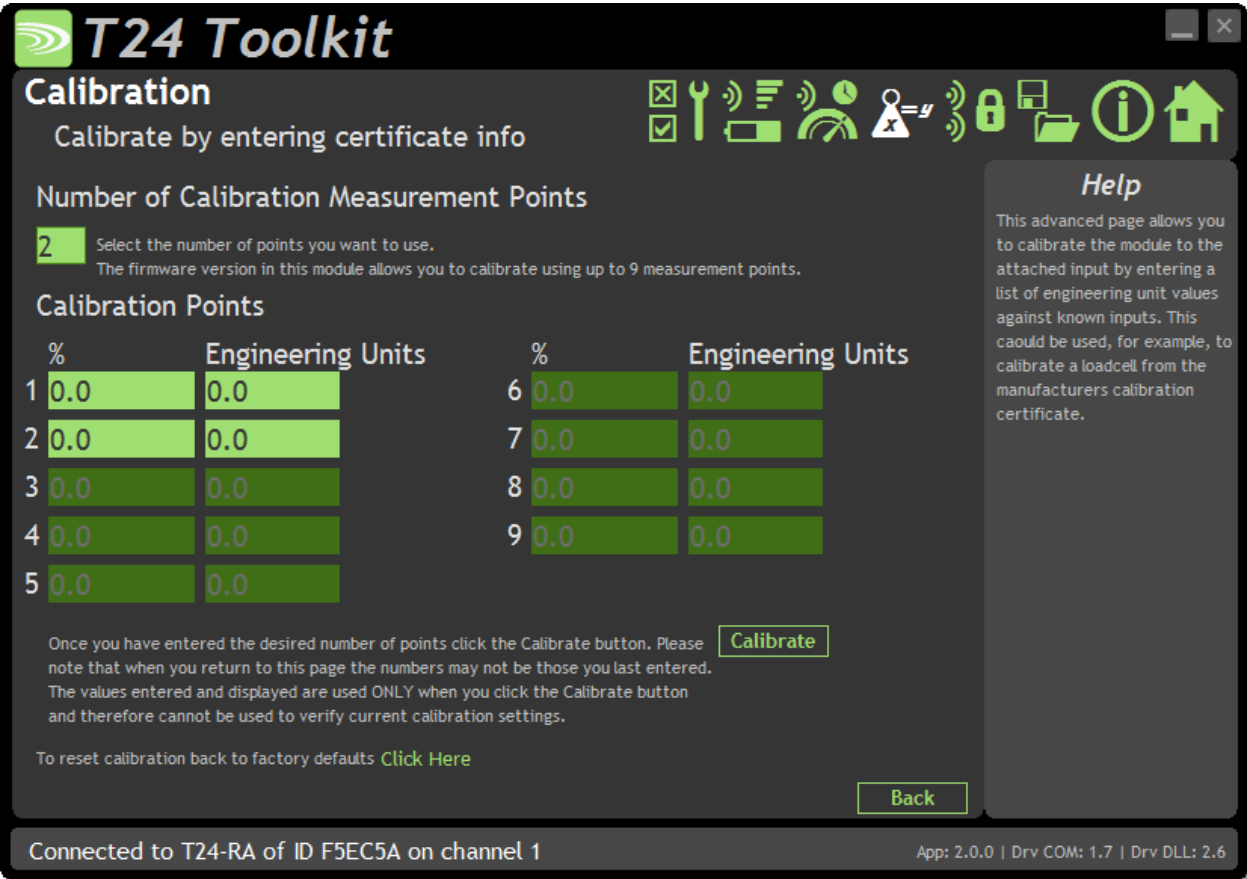 T24 Toolkit
Calibration
Calibrate by entering certificate info
x=y
Number of Calibration Measurement Points
2
Select the number of points you want to use.
The firmware version in this module allows you to calibrate using up to 9 measurement points.
Calibration Points
% Engineering Units % Engineering Units
1 0.0 0.0 6 0.0 0.0
2 0.0 0.0 7 0.0 0.0
3 0.0 0.0 8 0.0 0.0
4 0.0 0.0 9 0.0 0.0
5 0.0 0.0
Once you have entered the desired number of points click the Calibrate button. Please
note that when you return to this page the numbers may not be those you last entered.
The values entered and displayed are used ONLY when you click the Calibrate button
and therefore cannot be used to verify current calibration settings.
Calibrate
To reset calibration back to factory defaults Click Here
Back
Help
This advanced page allows you
to calibrate the module to the
attached input by entering a
list of engineering unit values
against known inputs. This
caould be used, for example, to
calibrate a loadcell from the
manufacturers calibration
certificate.
Connected to T24-RA of ID F5EC5A on channel 1
App: 2.0.0 | Drv COM: 1.7 | Drv DLL: 2.6